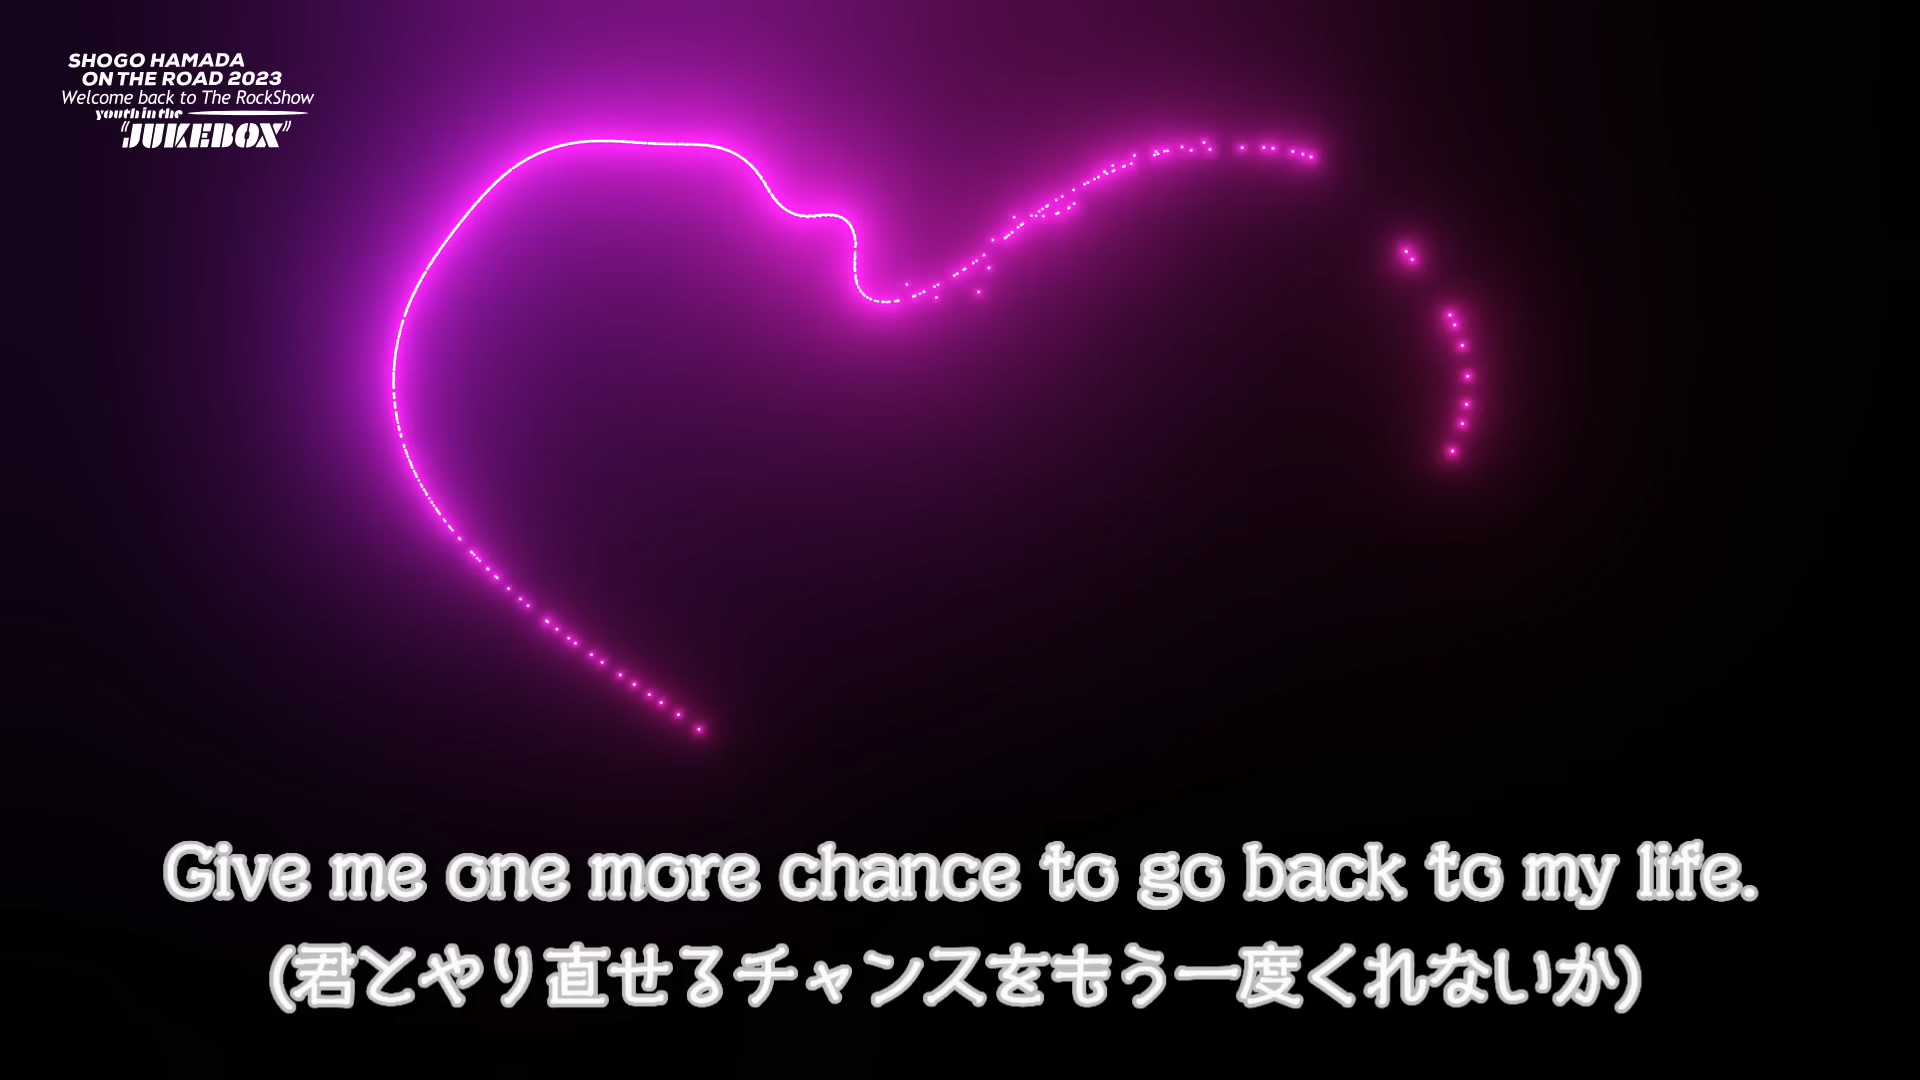 SHOGO HAMADA
ON THE ROAD 2023
Welcome back to The RockShow
youth in the
"JUKEBOX"
Give me one more chance to go back to my life.
(君とやり直せるチャンスをもう一度くれないか)